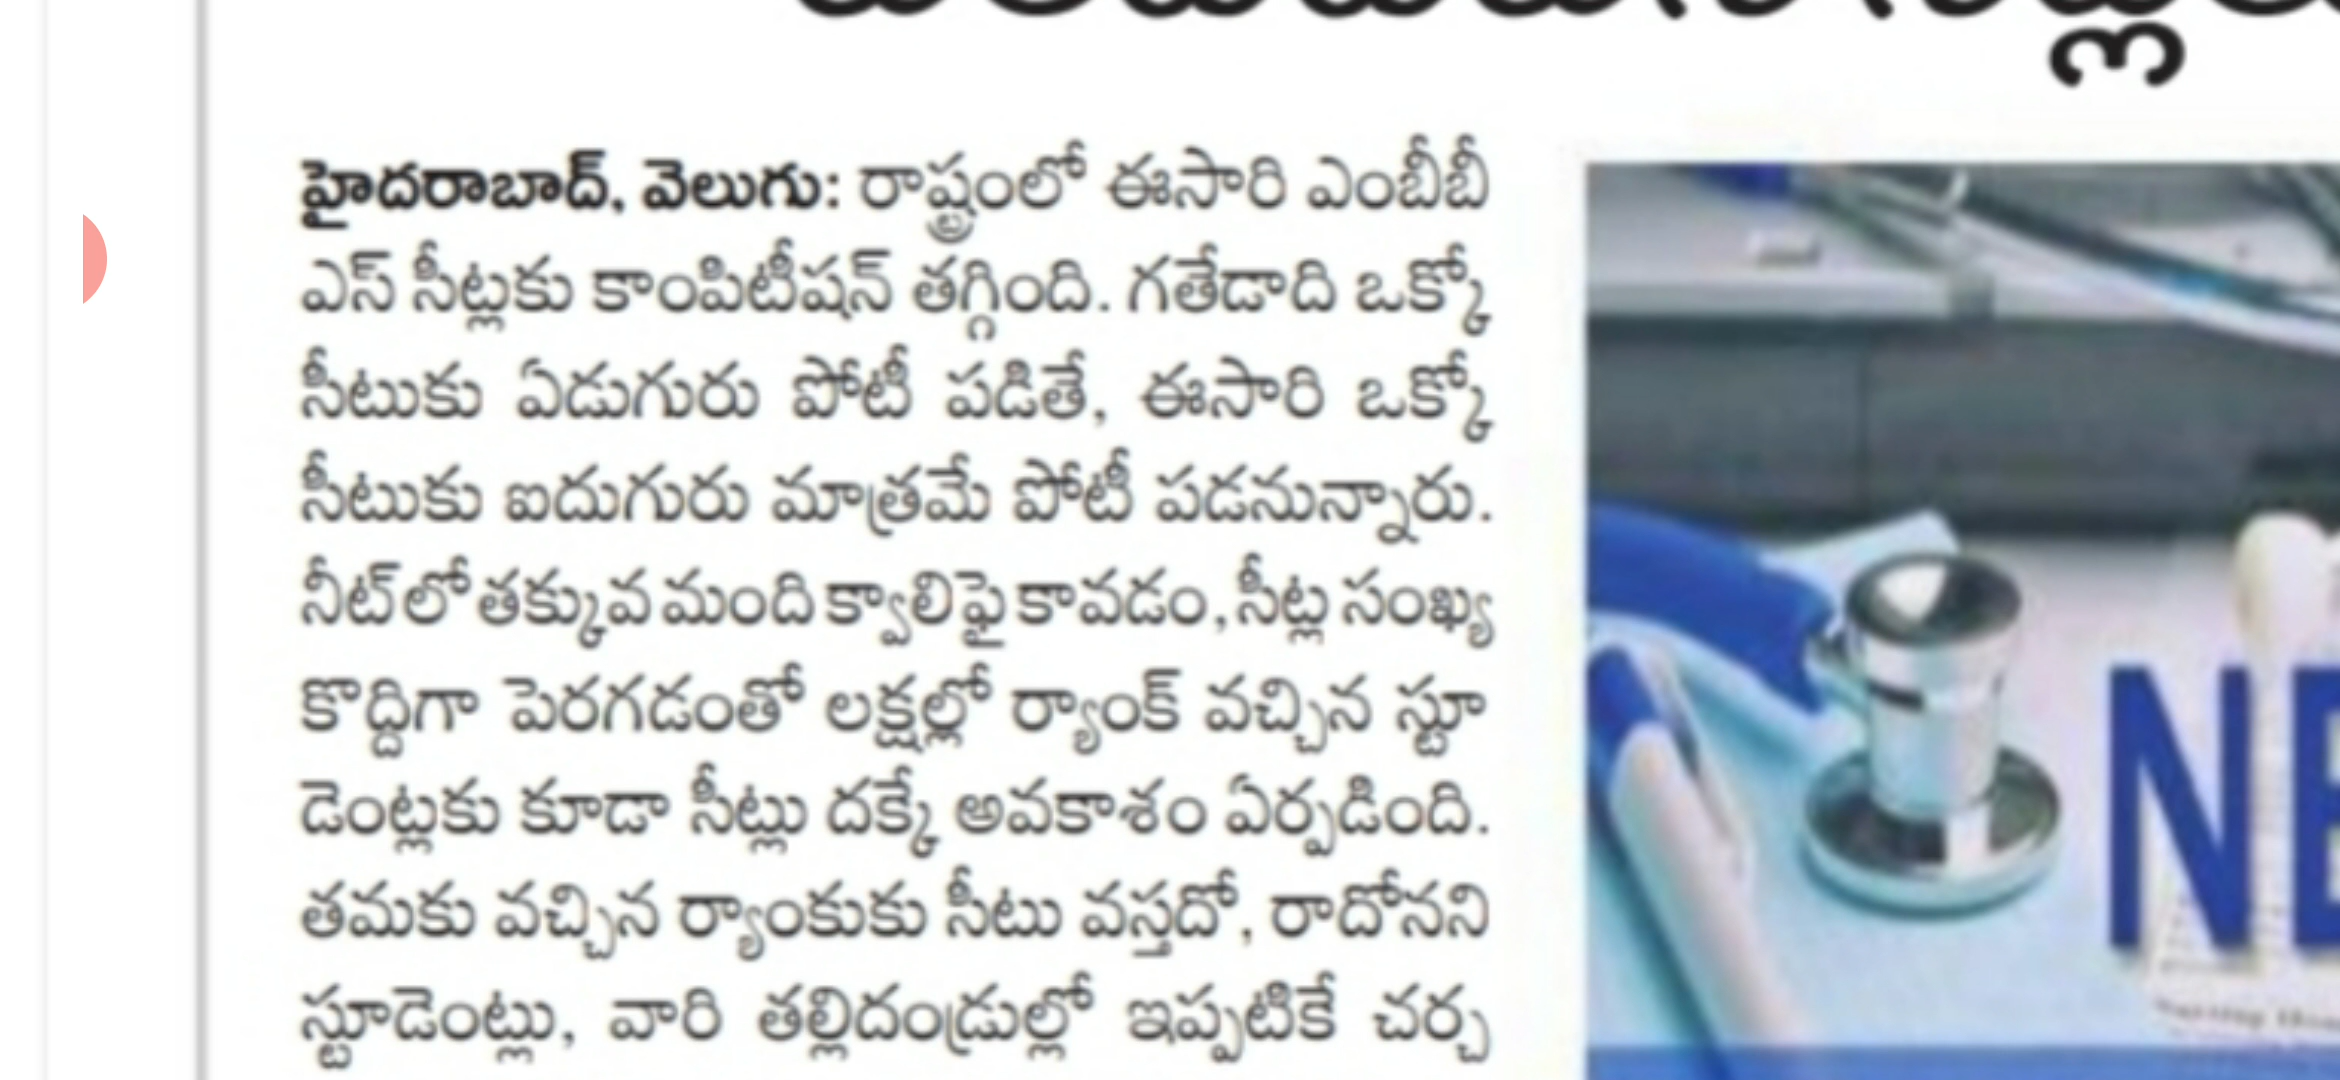 హైదరాబాద్, వెలుగు: రాష్ట్రంలో ఈసారి ఎంబీబీ
ఎస్ సీట్లకు కాంపిటీషన్ తగ్గింది. గతేడాది ఒక్కో
సీటుకు ఏడుగురు పోటీ పడితే, ఈసారి ఒక్కో
సీటుకు ఐదుగురు మాత్రమే పోటీ పడనున్నారు.
నీట్‌లో తక్కువ మంది క్వాలిఫై కావడం, సీట్ల సంఖ్య
కొద్దిగా పెరగడంతో లక్షల్లో ర్యాంక్ వచ్చిన స్టూ
డెంట్లకు కూడా సీట్లు దక్కే అవకాశం ఏర్పడింది.
తమకు వచ్చిన ర్యాంకుకు సీటు వస్తదో, రాదోనని
స్టూడెంట్లు, వారి తల్లిదండ్రుల్లో ఇప్పటికే చర్చ
NE